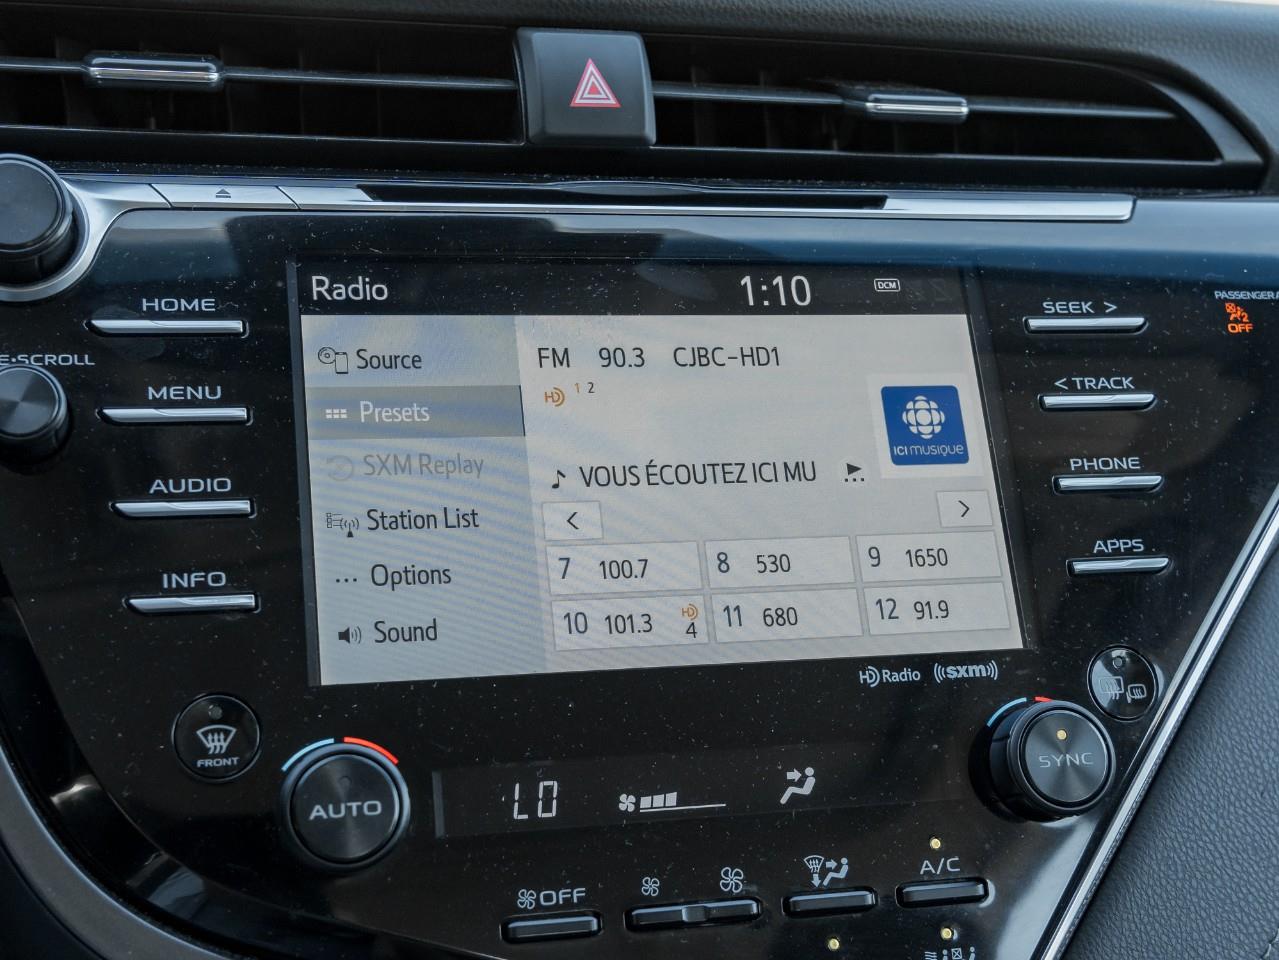 Radio 1:10 DCM
HOME
SEEK >
PASSENGER
2
OFF
E·SCROLL
Source
FM 90.3 CJBC-HD1
HD 1 2
MENU
Presets
< TRACK
ICI musique
SXM Replay
VOUS ÉCOUTEZ ICI MU ...
AUDIO
PHONE
Station List
< >
7 100.7
8 530
9 1650
INFO
... Options
APPS
10 101.3 HD 4
11 680
12 91.9
Sound
HD Radio ((sxm))
FRONT
AUTO
LO
SYNC
OFF
A/C